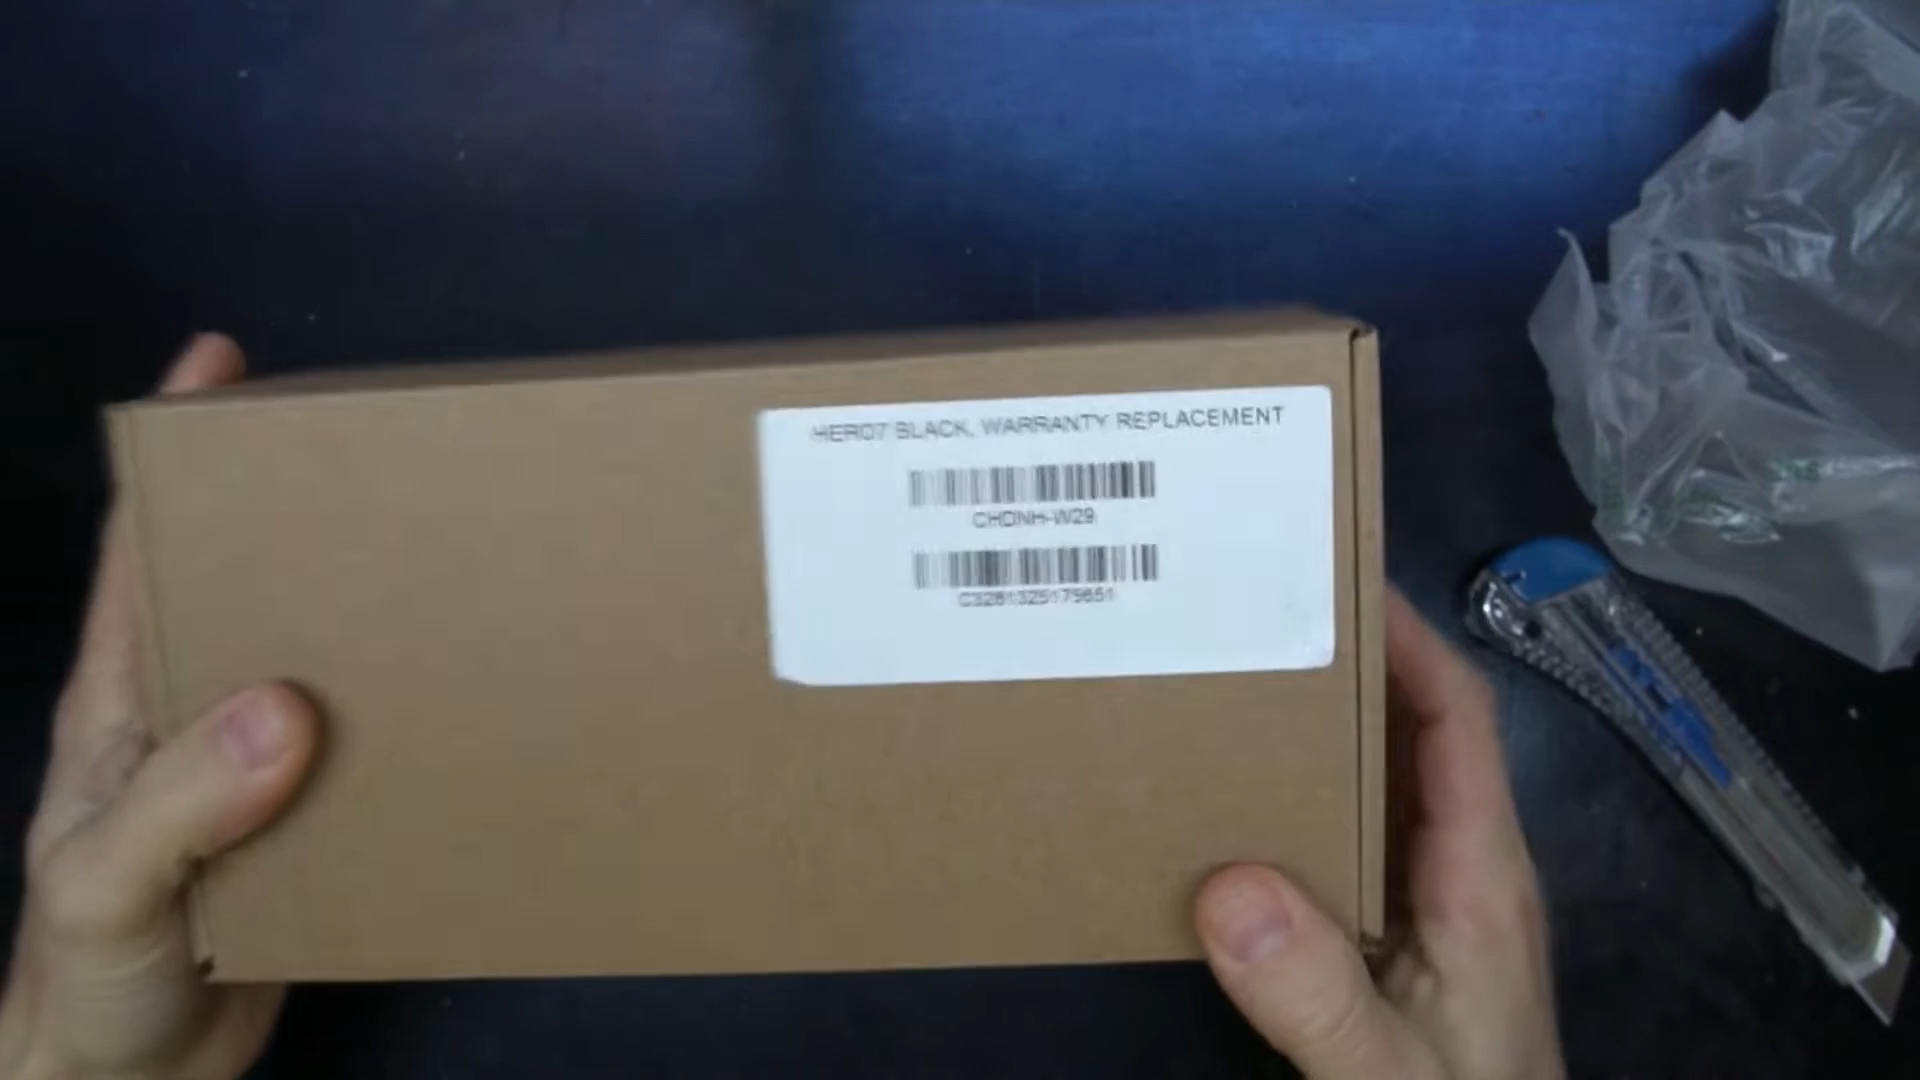 HERO7 BLACK, WARRANTY REPLACEMENT
CHDNH-W29
C3281325175651